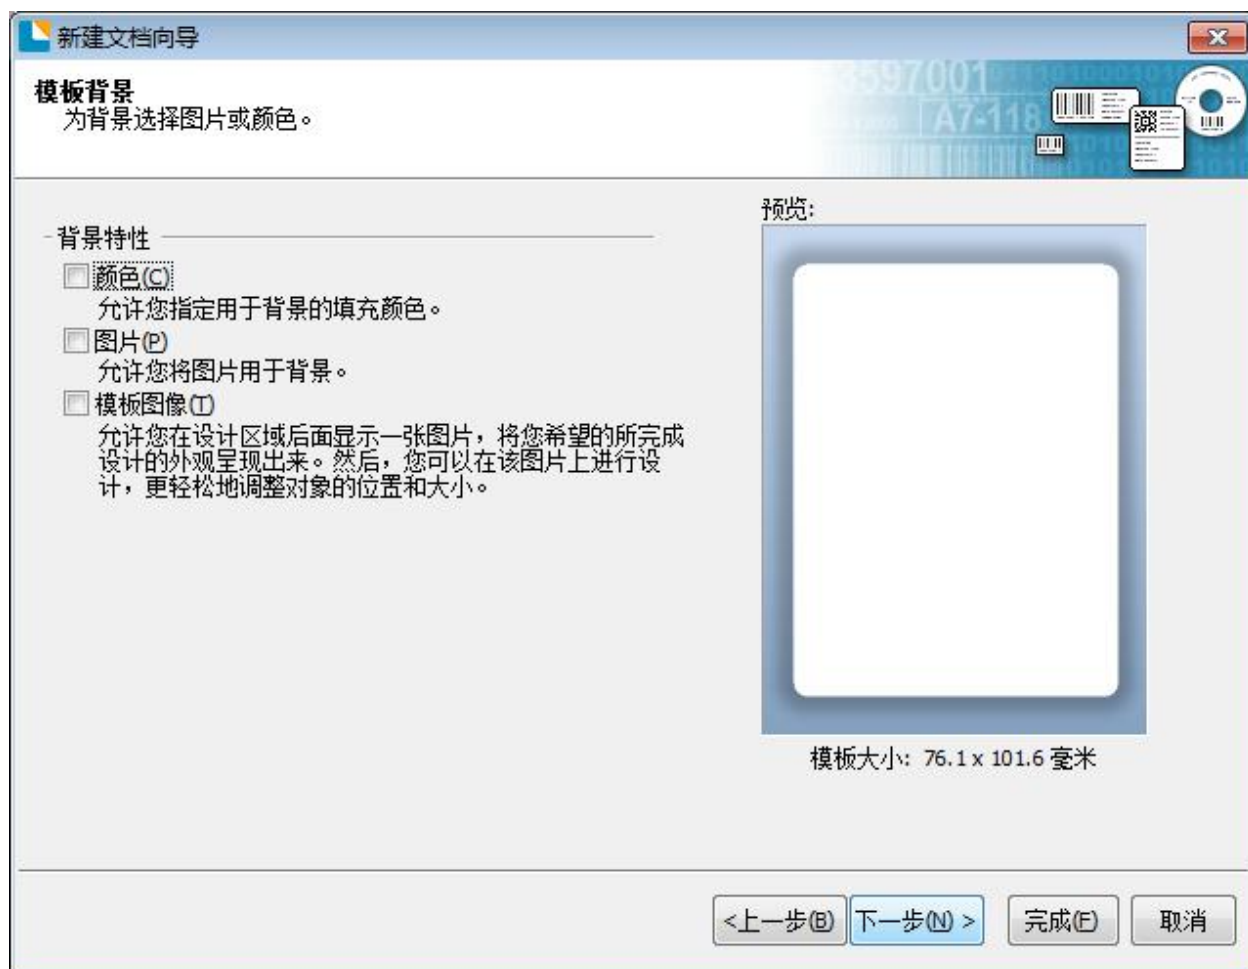 新建文档向导
模板背景
为背景选择图片或颜色。
3597001
A7-118
预览:
背景特性
颜色(C)
允许您指定用于背景的填充颜色。
图片(P)
允许您将图片用于背景。
模板图像(T)
允许您在设计区域后面显示一张图片，将您希望的所完成
设计的外观呈现出来。然后，您可以在该图片上进行设
计，更轻松地调整对象的位置和大小。
模板大小: 76.1 x 101.6 毫米
<上一步(B)
下一步(N) >
完成(F)
取消